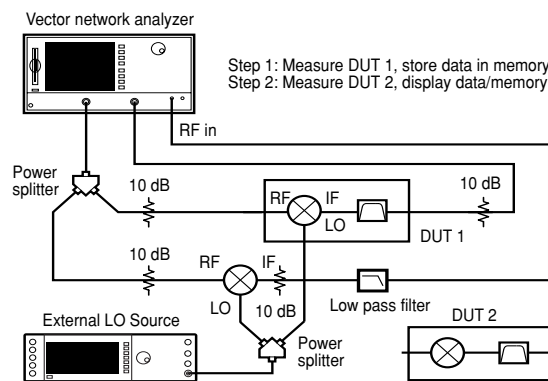 Vector network analyzer
Step 1: Measure DUT 1, store data in memory
Step 2: Measure DUT 2, display data/memory
RF in
Power
splitter
10 dB
10 dB
RF
IF
LO
DUT 1
10 dB
RF
IF
LO
10 dB
Low pass filter
DUT 2
External LO Source
Power
splitter